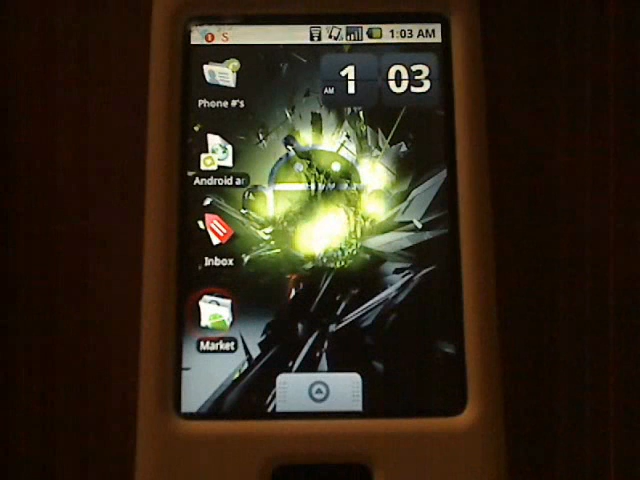 S
1:03 AM
AM 1 03
Phone #'s
Android ar
Inbox
Market